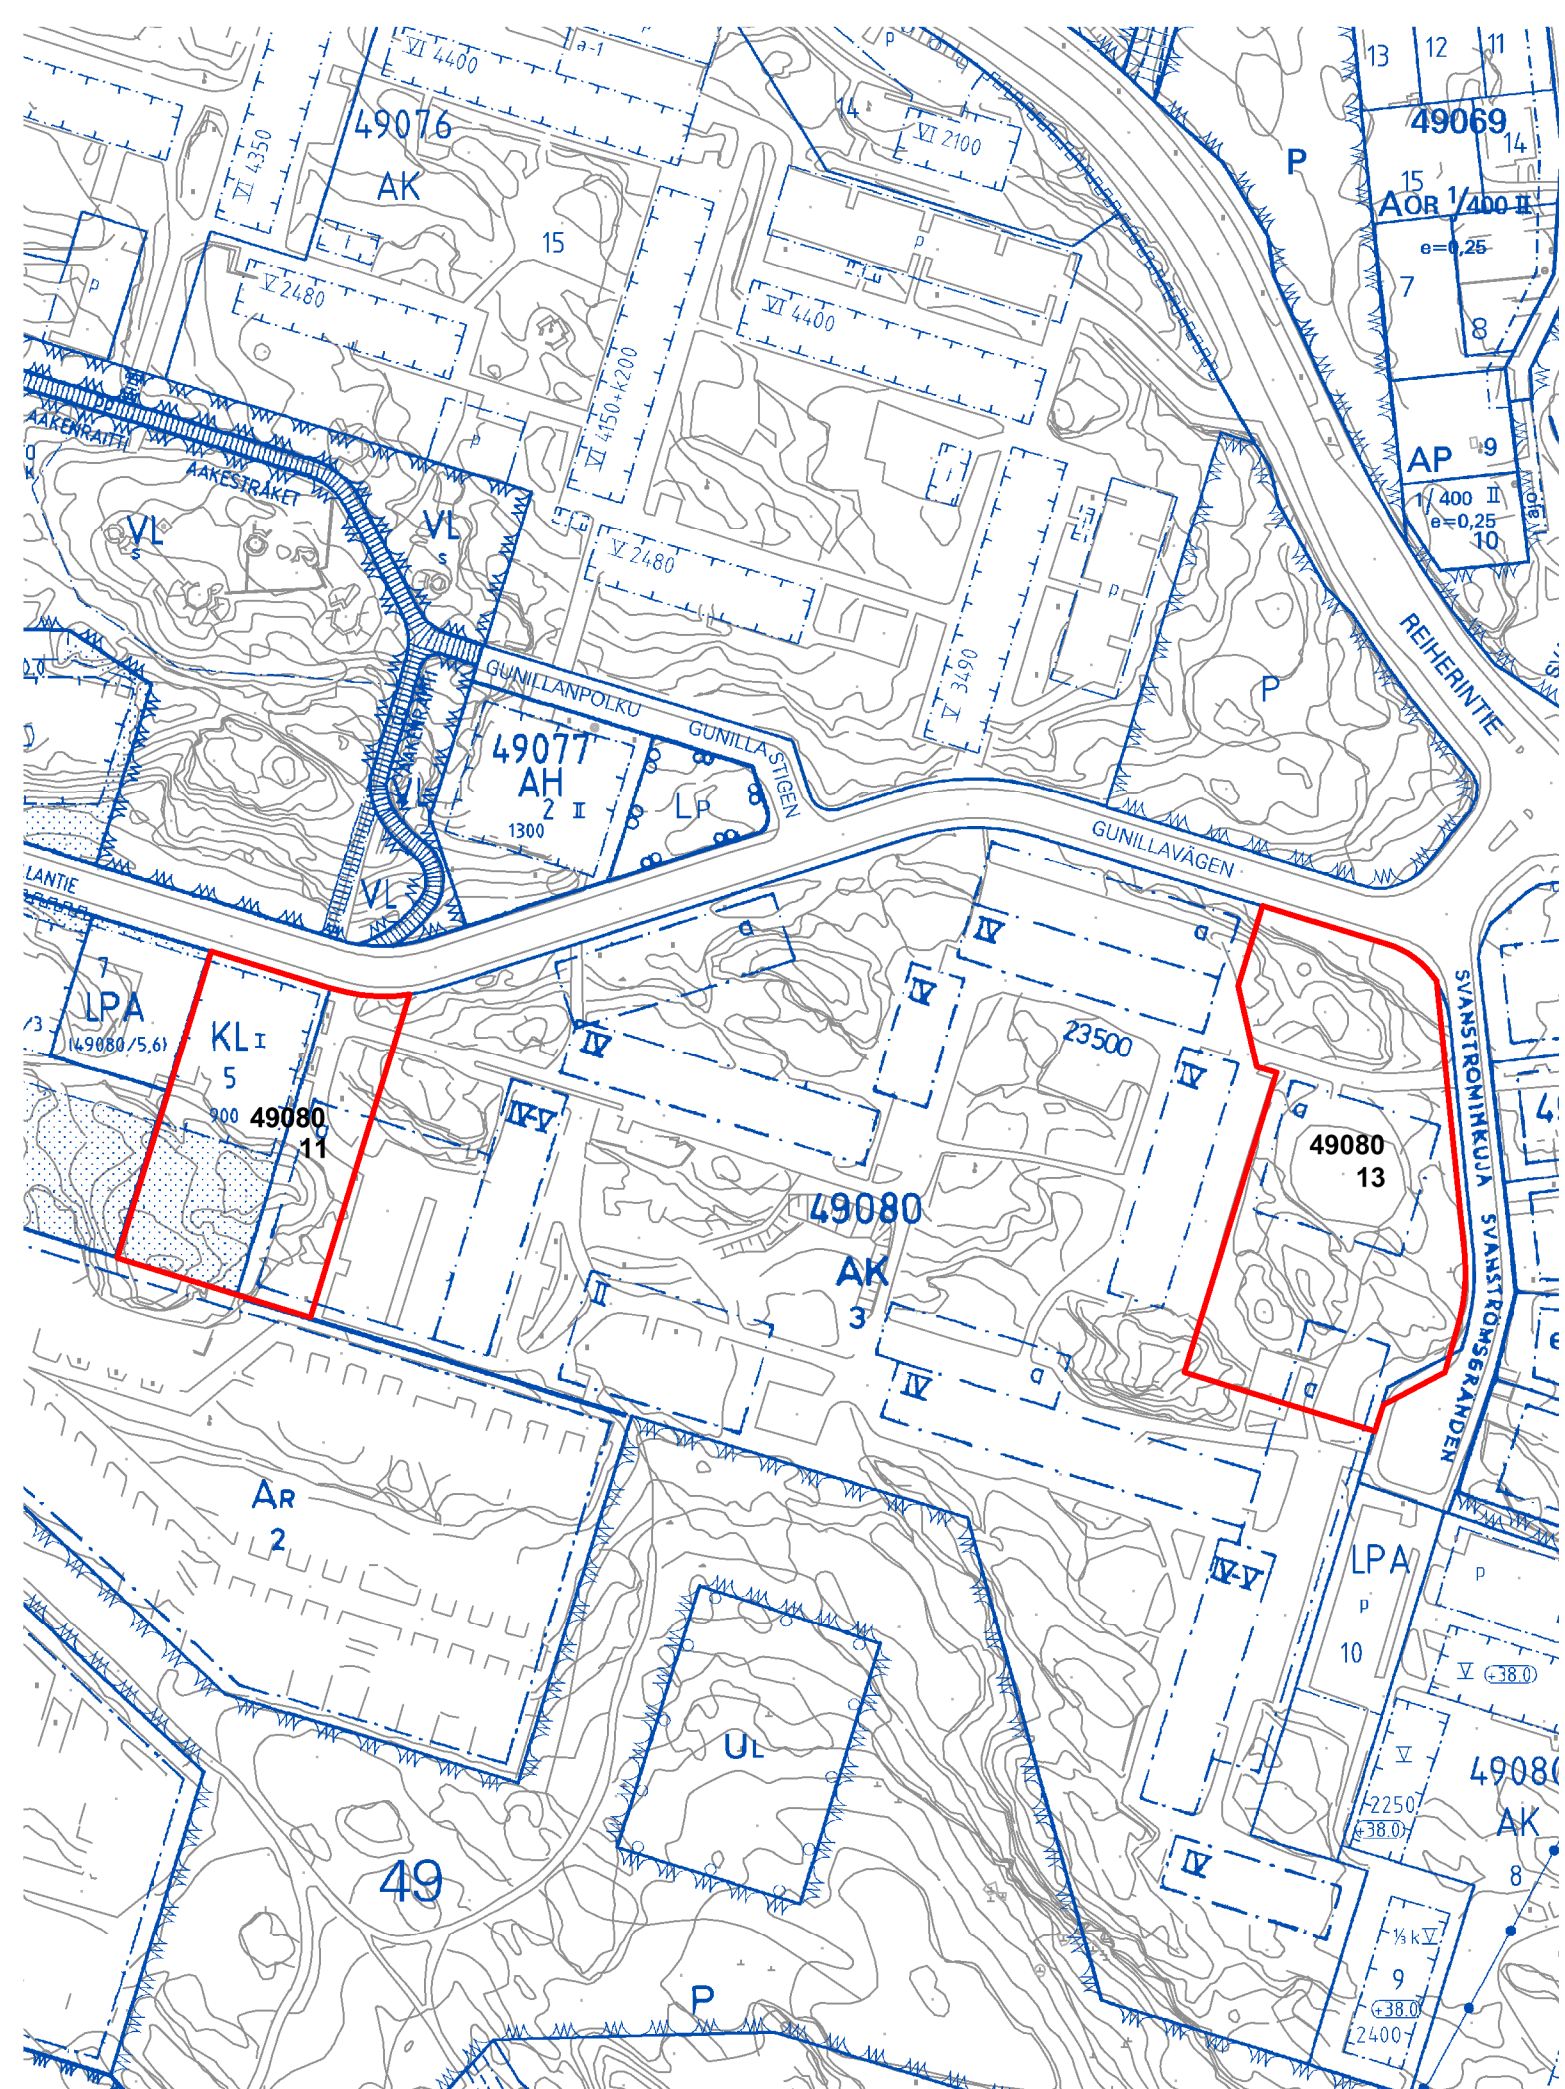 VI 4400
a-1
p
13
12
11
49076
14
VI 2100
49069
14
P
VI 4350
AK
15
AOR 1/400 II
e=0,25
15
p
7
p
V 2480
VI 4400
8
VI 4150+k200
AAKENRAITTI
p
AP
9
AAKESTRÅKET
1/400 II
ajo
e=0,25
10
VL
s
VL
s
V 2480
p
REIHERINTIE
V 3490
GUNILLANPOLKU
P
AAKENRAITTI
GUNILLA STIGEN
49077
AH
2 II
1300
LP
VL
GUNILLAVÄGEN
LANTIE
VL
a
IV
a
7
LPA
(49080/5,6)
/3
KL I
5
900
49080
11
a
IV
IV
23500
IV
SVANSTRÖMINKUJA
SVANSTRÖMSGRÄNDEN
IV-V
a
49080
13
49080
AK
3
II
IV
a
a
AR
2
IV-V
LPA
p
10
p
V (+38.0)
UL
V
2250
(+38.0)
49080
AK
8
49
IV
1/3 k V
9
(+38.0)
2400
P